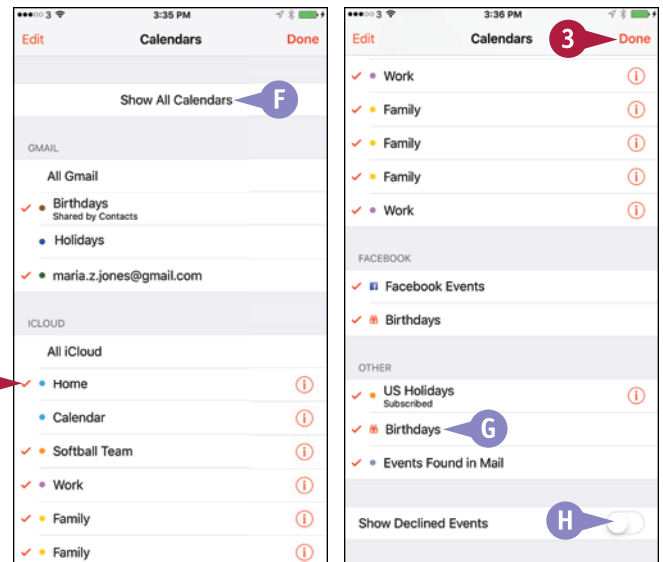 3 3:35 PM
Edit Calendars Done
Show All Calendars F
GMAIL
All Gmail
Birthdays
Shared by Contacts
Holidays
maria.z.jones@gmail.com
ICLOUD
All iCloud
Home
Calendar
Softball Team
Work
Family
Family
3 3:36 PM
Edit Calendars 3 Done
Work
Family
Family
Family
Work
FACEBOOK
f Facebook Events
Birthdays
OTHER
US Holidays
Subscribed
Birthdays G
Events Found in Mail
Show Declined Events H